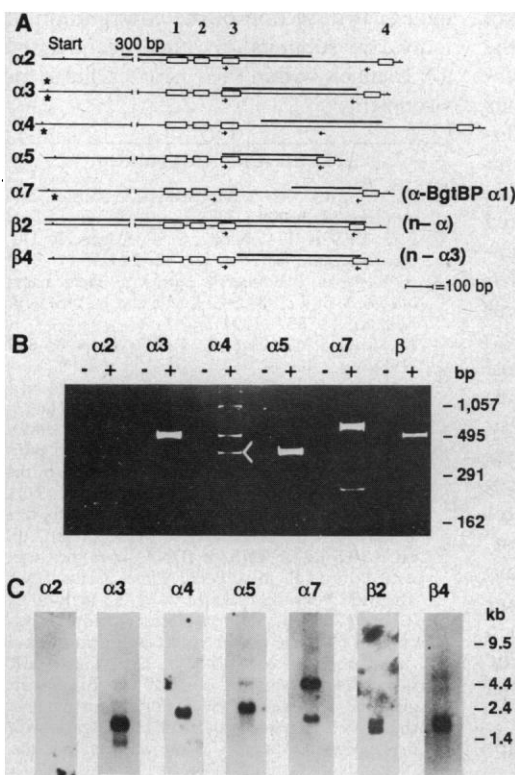 A
1 2 3 4
Start 300 bp
α2
α3
*
*
α4
*
α5
α7 (α-BgtBP α1)
*
β2 (n- α)
β4 (n - α3)
=100 bp
B α2 α3 α4 α5 α7 β
- + - + - + - + - + - + bp
- 1,057
- 495
- 291
- 162
C α2 α3 α4 α5 α7 β2 β4
kb
- 9.5
- 4.4
- 2.4
- 1.4